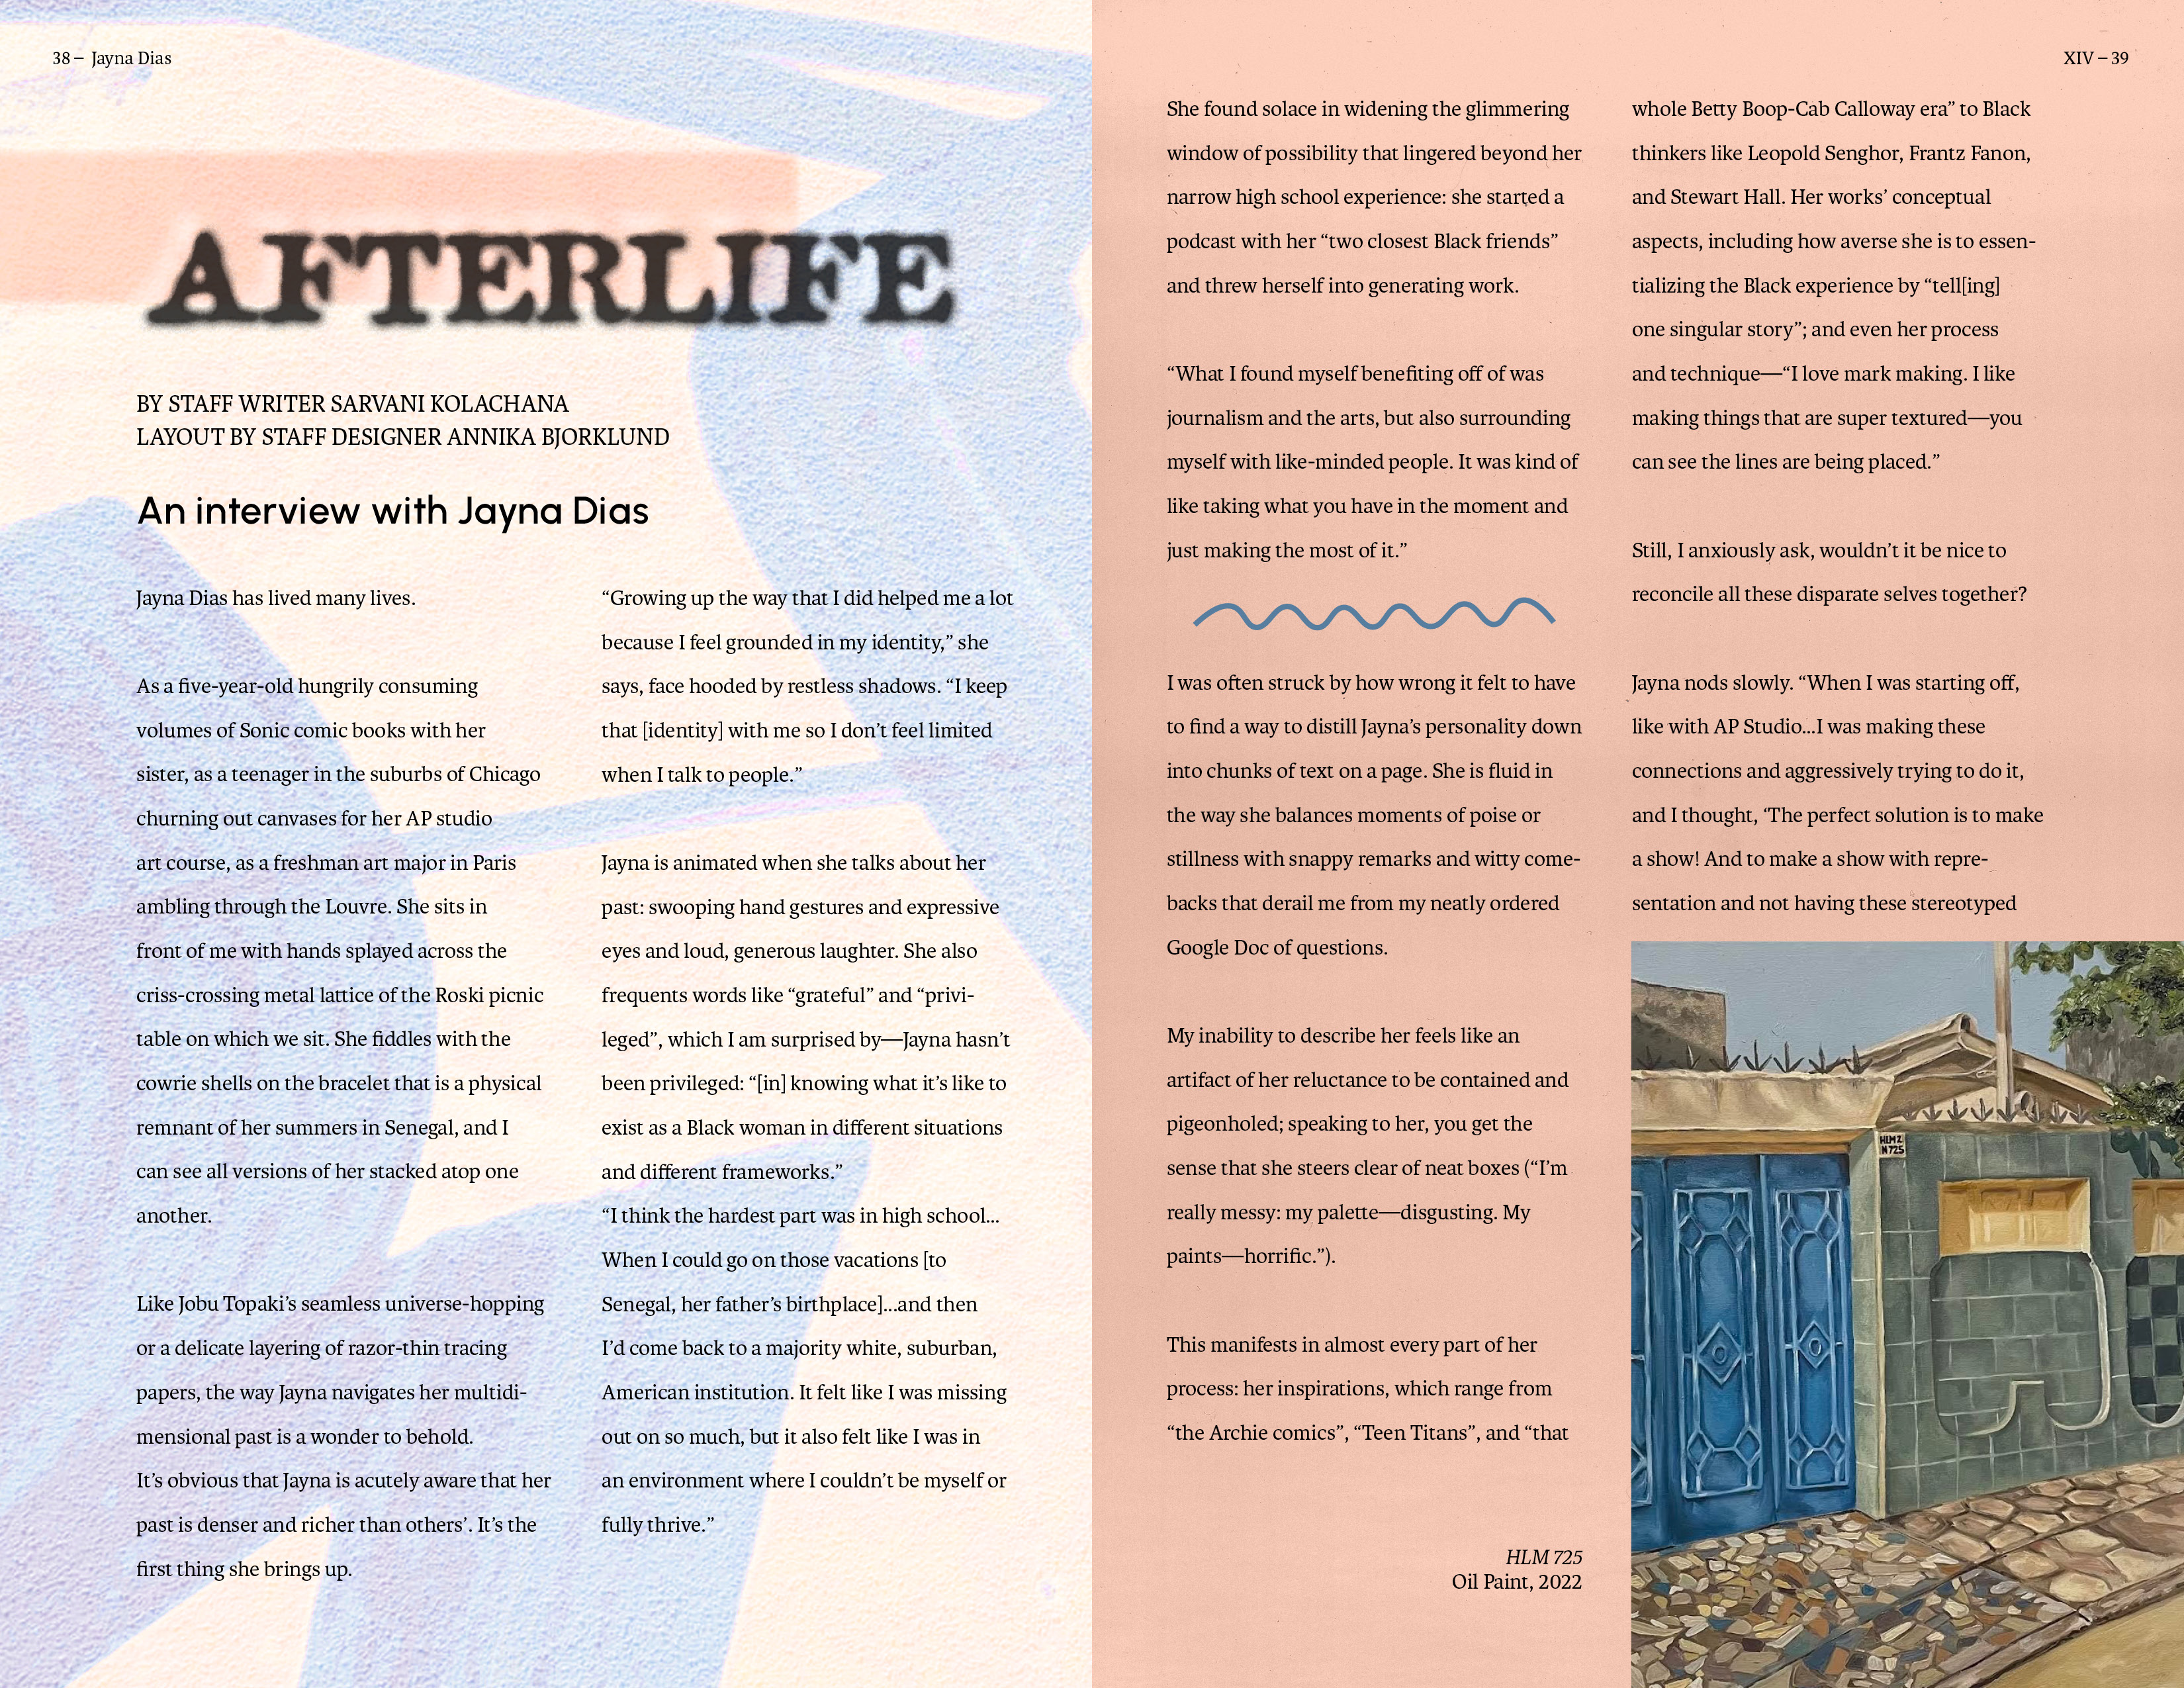 38 – Jayna Dias
AFTERLIFE
BY STAFF WRITER SARVANI KOLACHANA
LAYOUT BY STAFF DESIGNER ANNIKA BJORKLUND
An interview with Jayna Dias
Jayna Dias has lived many lives.
As a five-year-old hungrily consuming
volumes of Sonic comic books with her
sister, as a teenager in the suburbs of Chicago
churning out canvases for her AP studio
art course, as a freshman art major in Paris
ambling through the Louvre. She sits in
front of me with hands splayed across the
criss-crossing metal lattice of the Roski picnic
table on which we sit. She fiddles with the
cowrie shells on the bracelet that is a physical
remnant of her summers in Senegal, and I
can see all versions of her stacked atop one
another.
Like Jobu Topaki’s seamless universe-hopping
or a delicate layering of razor-thin tracing
papers, the way Jayna navigates her multidi-
mensional past is a wonder to behold.
It’s obvious that Jayna is acutely aware that her
past is denser and richer than others’. It’s the
first thing she brings up.
“Growing up the way that I did helped me a lot
because I feel grounded in my identity,” she
says, face hooded by restless shadows. “I keep
that [identity] with me so I don’t feel limited
when I talk to people.”
Jayna is animated when she talks about her
past: swooping hand gestures and expressive
eyes and loud, generous laughter. She also
frequents words like “grateful” and “privi-
leged”, which I am surprised by—Jayna hasn’t
been privileged: “[in] knowing what it’s like to
exist as a Black woman in different situations
and different frameworks.”
“I think the hardest part was in high school...
When I could go on those vacations [to
Senegal, her father’s birthplace]...and then
I’d come back to a majority white, suburban,
American institution. It felt like I was missing
out on so much, but it also felt like I was in
an environment where I couldn’t be myself or
fully thrive.”
XIV – 39
She found solace in widening the glimmering
window of possibility that lingered beyond her
narrow high school experience: she started a
podcast with her “two closest Black friends”
and threw herself into generating work.
“What I found myself benefiting off of was
journalism and the arts, but also surrounding
myself with like-minded people. It was kind of
like taking what you have in the moment and
just making the most of it.”
I was often struck by how wrong it felt to have
to find a way to distill Jayna’s personality down
into chunks of text on a page. She is fluid in
the way she balances moments of poise or
stillness with snappy remarks and witty come-
backs that derail me from my neatly ordered
Google Doc of questions.
My inability to describe her feels like an
artifact of her reluctance to be contained and
pigeonholed; speaking to her, you get the
sense that she steers clear of neat boxes (“I’m
really messy: my palette—disgusting. My
paints—horrific.”).
This manifests in almost every part of her
process: her inspirations, which range from
“the Archie comics”, “Teen Titans”, and “that
HLM 725
Oil Paint, 2022
whole Betty Boop-Cab Calloway era” to Black
thinkers like Leopold Senghor, Frantz Fanon,
and Stewart Hall. Her works’ conceptual
aspects, including how averse she is to essen-
tializing the Black experience by “tell[ing]
one singular story”; and even her process
and technique—“I love mark making. I like
making things that are super textured—you
can see the lines are being placed.”
Still, I anxiously ask, wouldn’t it be nice to
reconcile all these disparate selves together?
Jayna nods slowly. “When I was starting off,
like with AP Studio...I was making these
connections and aggressively trying to do it,
and I thought, ‘The perfect solution is to make
a show! And to make a show with repre-
sentation and not having these stereotyped
HLM 2
N 725